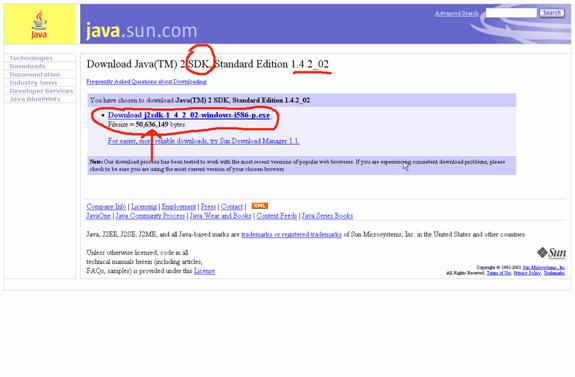 Advanced Search
Search
Java
java.sun.com
Technologies
Downloads
Documentation
Industry News
Developer Services
Java BluePrints
Download Java(TM) 2 SDK, Standard Edition 1.4.2_02
Frequently Asked Questions about Downloading
You have chosen to download Java(TM) 2 SDK, Standard Edition 1.4.2_02
• Download j2sdk-1_4_2_02-windows-i586-p.exe
Filesize = 50,636,149 bytes.
For easier, more reliable downloads, try Sun Download Manager 1.1.
Note: Our download process has been tested to work with the most recent versions of popular web browsers. If you are experiencing consistent download problems, please
check to be sure you are using the most current version of your chosen browser.
Company Info | Licensing | Employment | Press | Contact | XML
JavaOne | Java Community Process | Java Wear and Books | Content Feeds | Java Series Books
Java, J2EE, J2SE, J2ME, and all Java-based marks are trademarks or registered trademarks of Sun Microsystems, Inc. in the United States and other countries.
Unless otherwise licensed, code in all
technical manuals herein (including articles,
FAQs, samples) is provided under this License.
Sun
Copyright © 1995-2003 Sun Microsystems, Inc.
All Rights Reserved. Terms of Use. Privacy Policy. Trademarks.